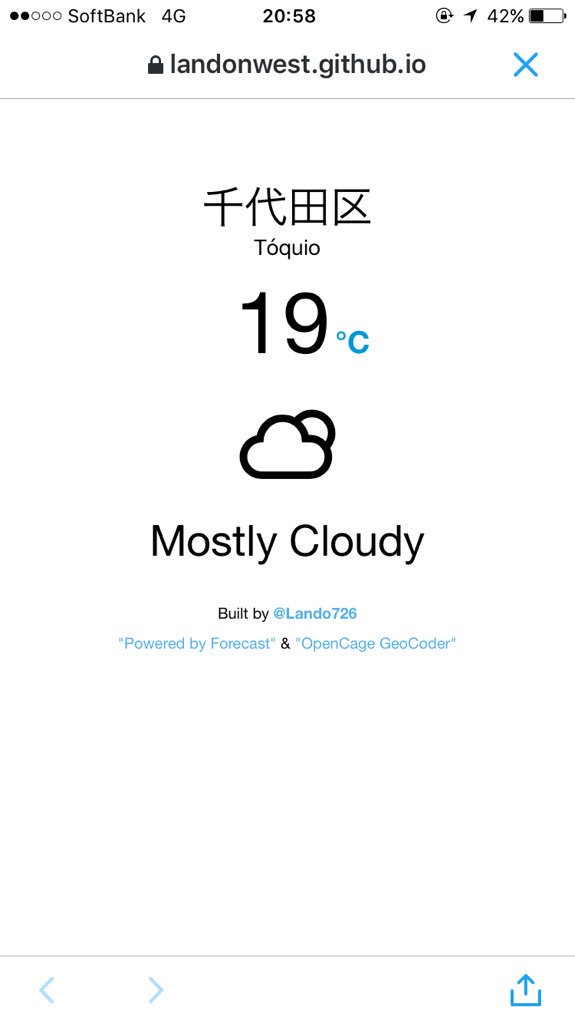 SoftBank 4G 20:58 42%
landonwest.github.io
千代田区
Tóquio
19 °C
Mostly Cloudy
Built by @Lando726
"Powered by Forecast" & "OpenCage GeoCoder"